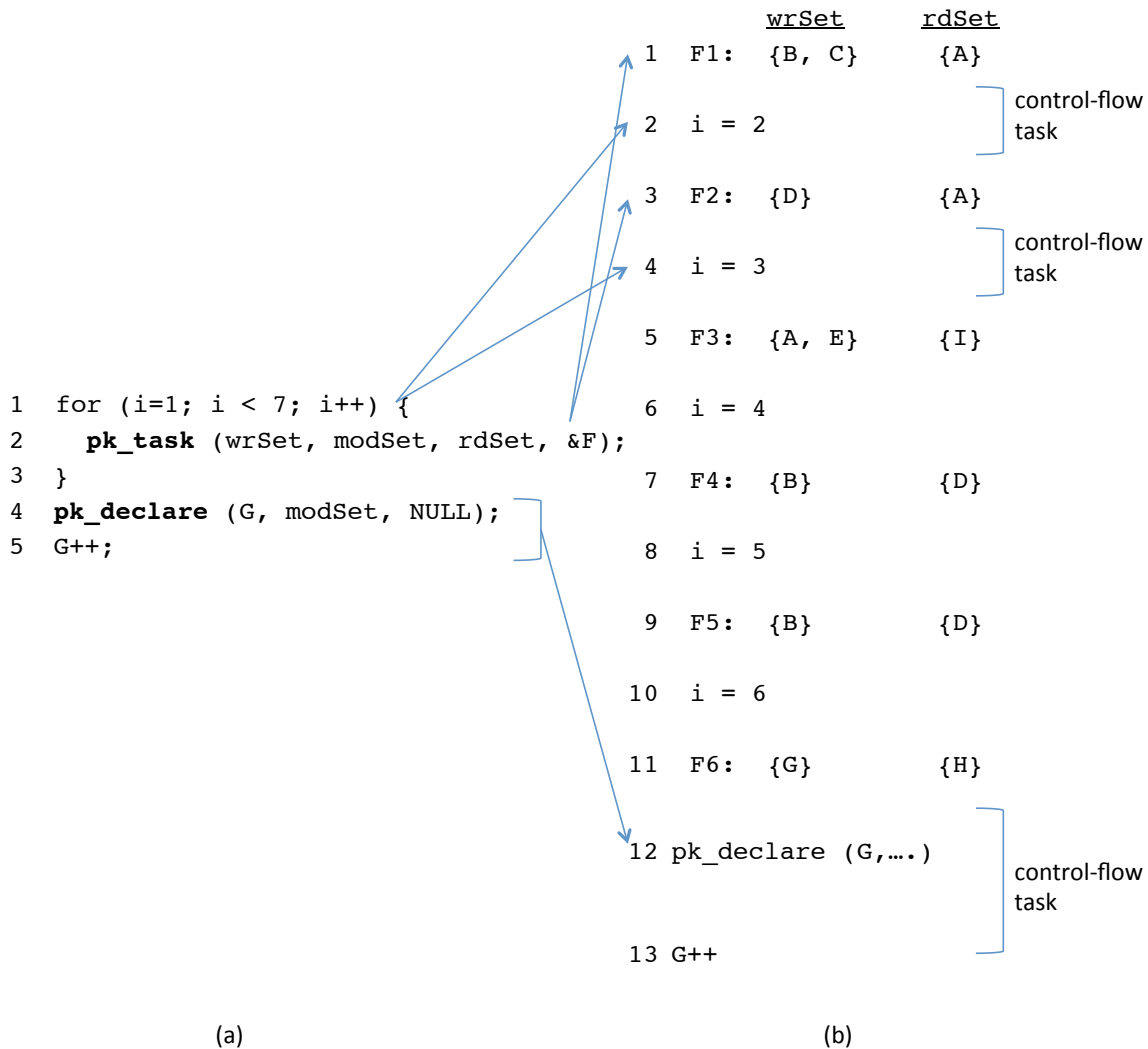 wrSet rdSet
1 F1: {B, C} {A}
control-flow
task
2 i = 2
3 F2: {D} {A}
control-flow
task
4 i = 3
5 F3: {A, E} {I}
1 for (i=1; i < 7; i++) {
6 i = 4
2 pk_task (wrSet, modSet, rdSet, &F);
3 }
7 F4: {B} {D}
4 pk_declare (G, modSet, NULL);
5 G++;
8 i = 5
9 F5: {B} {D}
10 i = 6
11 F6: {G} {H}
12 pk_declare (G,….)
control-flow
task
13 G++
(a) (b)